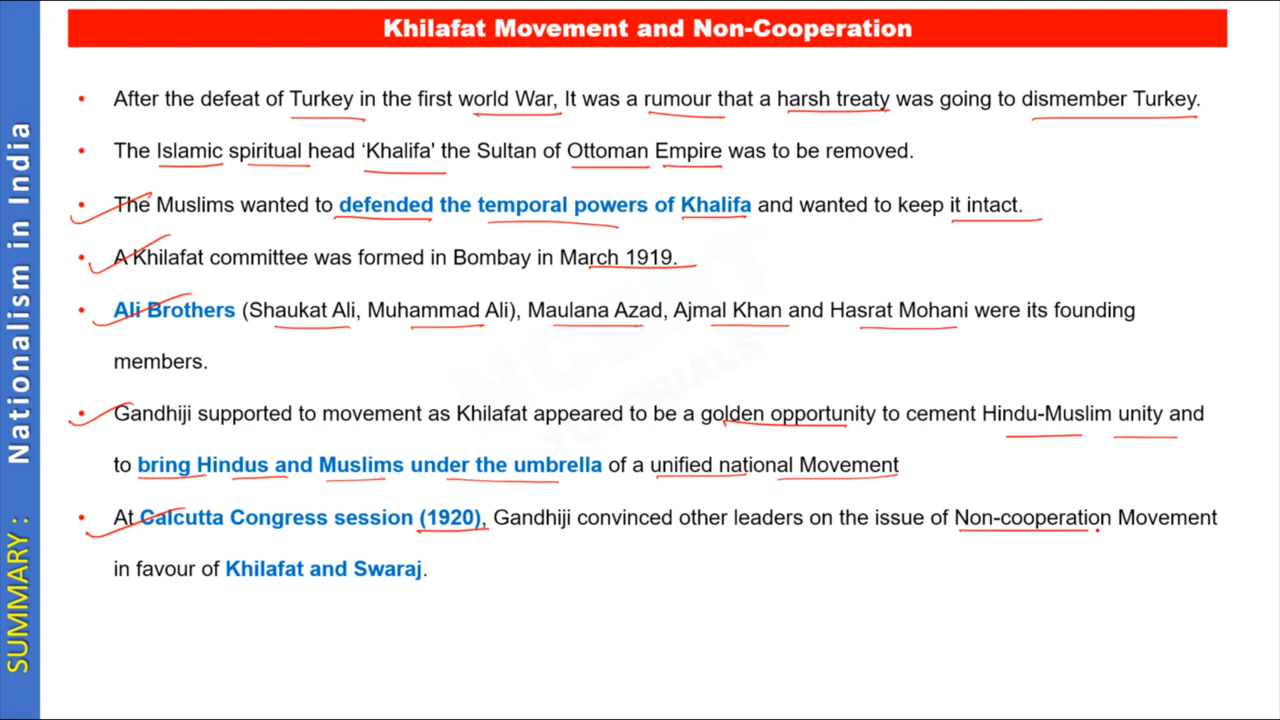 Khilafat Movement and Non-Cooperation
• After the defeat of Turkey in the first world War, It was a rumour that a harsh treaty was going to dismember Turkey.
• The Islamic spiritual head ‘Khalifa' the Sultan of Ottoman Empire was to be removed.
• The Muslims wanted to defended the temporal powers of Khalifa and wanted to keep it intact.
• A Khilafat committee was formed in Bombay in March 1919.
• Ali Brothers (Shaukat Ali, Muhammad Ali), Maulana Azad, Ajmal Khan and Hasrat Mohani were its founding
members.
• Gandhiji supported to movement as Khilafat appeared to be a golden opportunity to cement Hindu-Muslim unity and
to bring Hindus and Muslims under the umbrella of a unified national Movement
• At Calcutta Congress session (1920), Gandhiji convinced other leaders on the issue of Non-cooperation Movement
in favour of Khilafat and Swaraj.
SUMMARY : Nationalism in India
NCERT
TUTORIALS